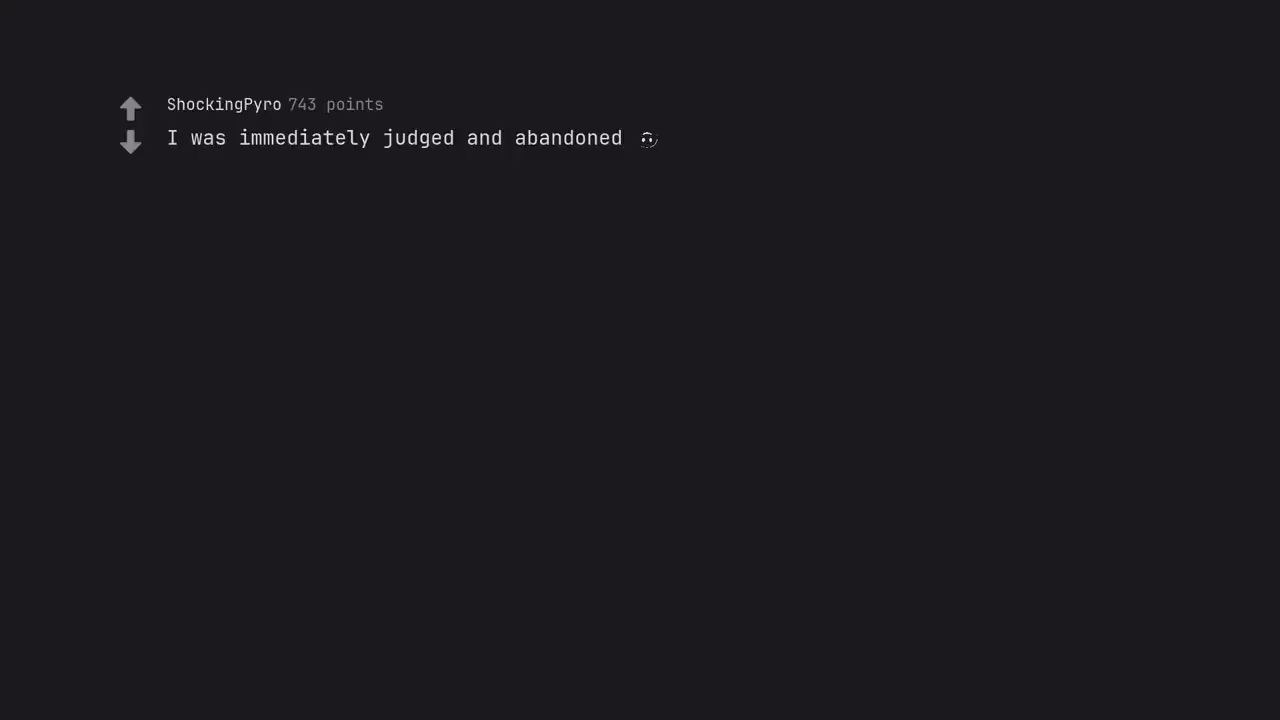 ShockingPyro 743 points
I was immediately judged and abandoned 🙃